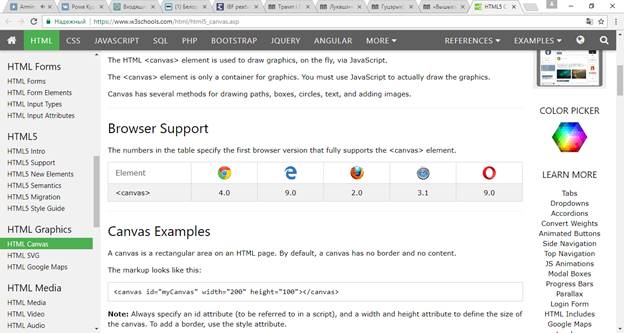 Armin
Рома Ку
Входящи
(1) Белор
IBF реабı
Травит Г
Лукашен
Гуцэрыє
«Вышив
HTML5 C
Надежный | https://www.w3schools.com/html/html5_canvas.asp
HTML CSS JAVASCRIPT SQL PHP BOOTSTRAP JQUERY ANGULAR MORE REFERENCES EXAMPLES
HTML Forms
HTML Forms
HTML Form Elements
HTML Input Types
HTML Input Attributes
HTML5
HTML5 Intro
HTML5 Support
HTML5 New Elements
HTML5 Semantics
HTML5 Migration
HTML5 Style Guide
HTML Graphics
HTML Canvas
HTML SVG
HTML Google Maps
HTML Media
HTML Media
HTML Video
HTML Audio
The HTML <canvas> element is used to draw graphics, on the fly, via JavaScript.
The <canvas> element is only a container for graphics. You must use JavaScript to actually draw the graphics.
Canvas has several methods for drawing paths, boxes, circles, text, and adding images.
Browser Support
The numbers in the table specify the first browser version that fully supports the <canvas> element.
Element
<canvas> 4.0 9.0 2.0 3.1 9.0
Canvas Examples
A canvas is a rectangular area on an HTML page. By default, a canvas has no border and no content.
The markup looks like this:
<canvas id="myCanvas" width="200" height="100"></canvas>
Note: Always specify an id attribute (to be referred to in a script), and a width and height attribute to define the size
of the canvas. To add a border, use the style attribute.
COLOR PICKER
LEARN MORE
Tabs
Dropdowns
Accordions
Convert Weights
Animated Buttons
Side Navigation
Top Navigation
JS Animations
Modal Boxes
Progress Bars
Parallax
Login Form
HTML Includes
Google Maps